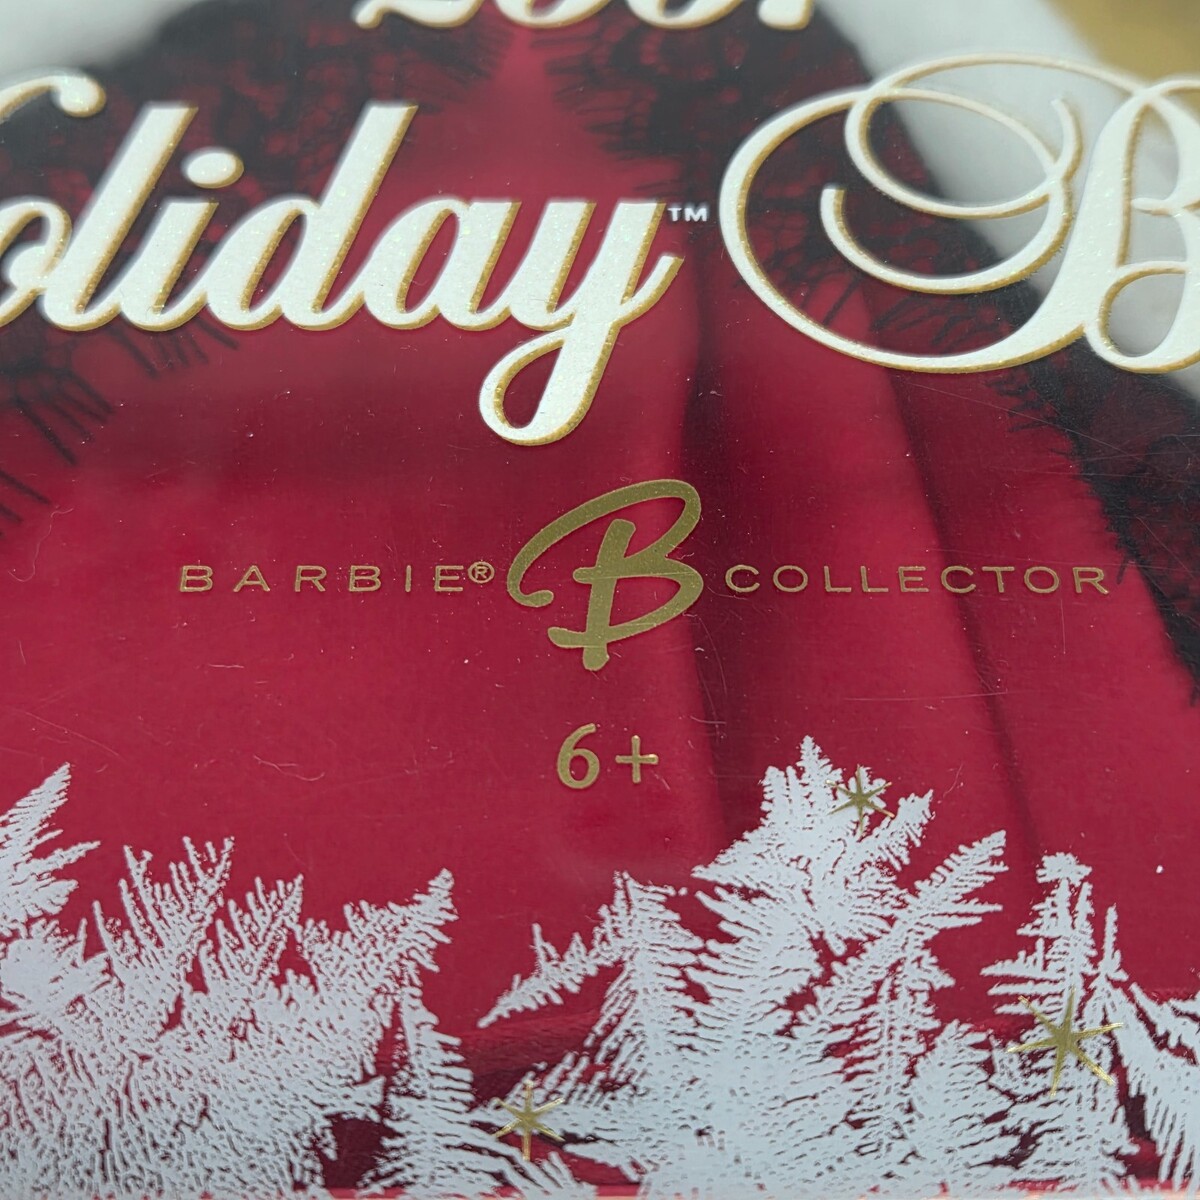 oliday™ B
BARBIE® B COLLECTOR
6+